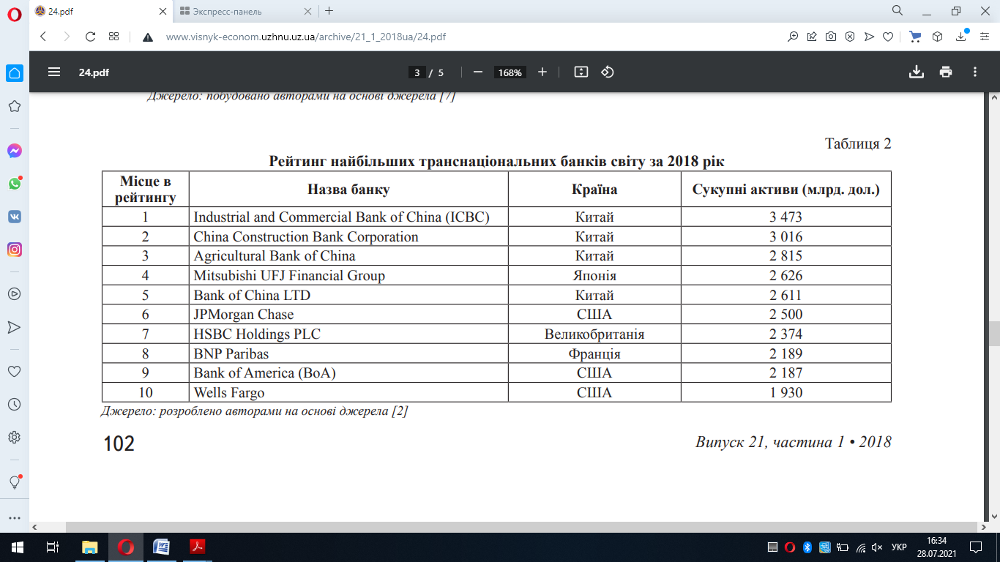 24.pdf
Экспресс-панель
www.visnyk-econom.uzhnu.uz.ua/archive/21_1_2018ua/24.pdf
24.pdf
3 / 5
168%
Джерело: побудовано авторами на основі джерела [7]
Таблиця 2
Рейтинг найбільших транснаціональних банків світу за 2018 рік
Місце в рейтингу Назва банку Країна Сукупні активи (млрд. дол.)
1 Industrial and Commercial Bank of China (ICBC) Китай 3 473
2 China Construction Bank Corporation Китай 3 016
3 Agricultural Bank of China Китай 2 815
4 Mitsubishi UFJ Financial Group Японія 2 626
5 Bank of China LTD Китай 2 611
6 JPMorgan Chase США 2 500
7 HSBC Holdings PLC Великобританія 2 374
8 BNP Paribas Франція 2 189
9 Bank of America (BoA) США 2 187
10 Wells Fargo США 1 930
Джерело: розроблено авторами на основі джерела [2]
102
Випуск 21, частина 1 • 2018
УКР
16:34
28.07.2021